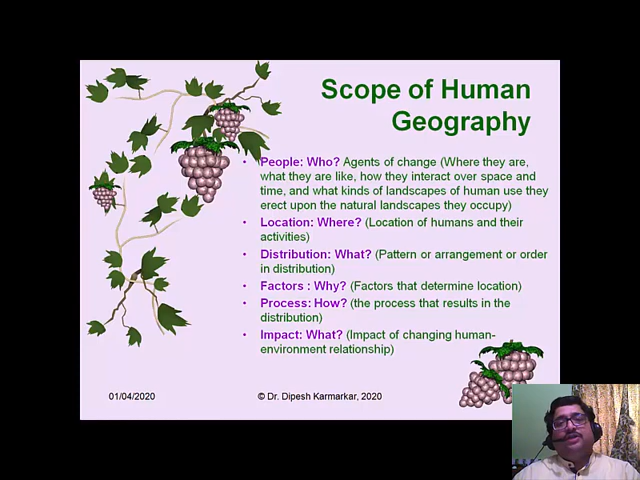 Scope of Human
Geography
• People: Who? Agents of change (Where they are,
what they are like, how they interact over space and
time, and what kinds of landscapes of human use they
erect upon the natural landscapes they occupy)
• Location: Where? (Location of humans and their
activities)
• Distribution: What? (Pattern or arrangement or order
in distribution)
• Factors : Why? (Factors that determine location)
• Process: How? (the process that results in the
distribution)
• Impact: What? (Impact of changing human-
environment relationship)
01/04/2020
© Dr. Dipesh Karmarkar, 2020